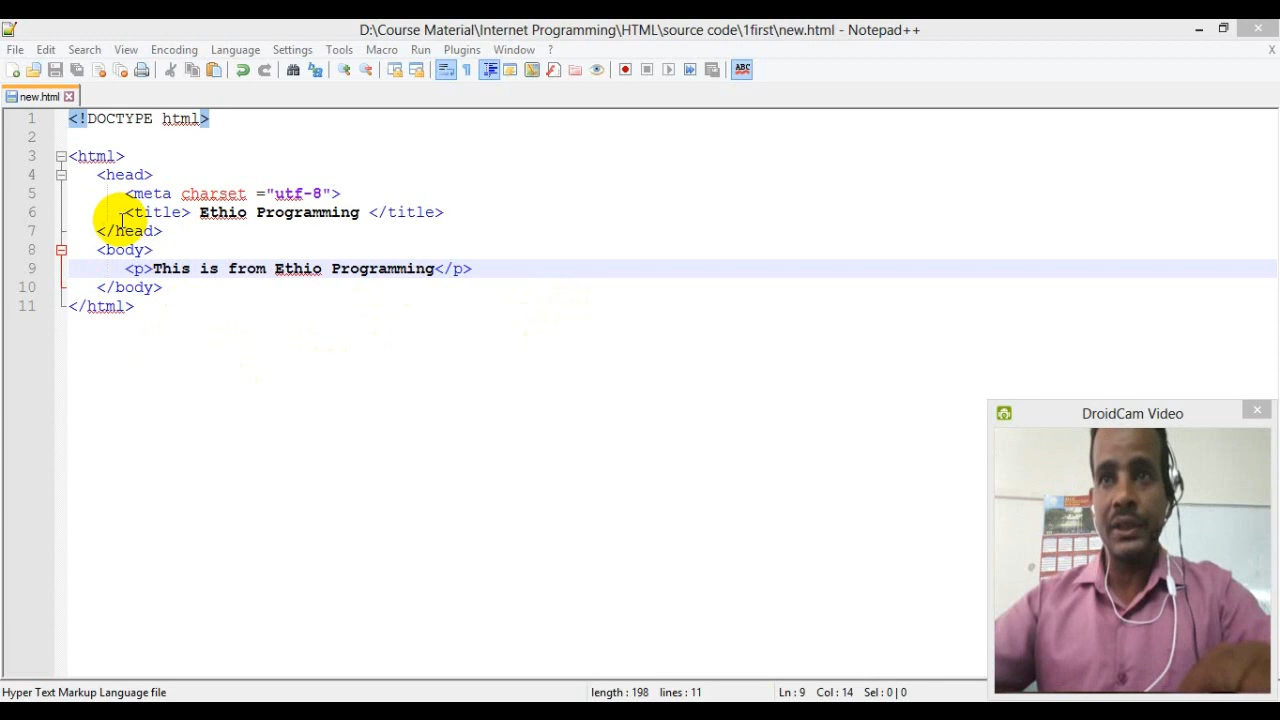 D:\Course Material\Internet Programming\HTML\source code\1first\new.html - Notepad++
File Edit Search View Encoding Language Settings Tools Macro Run Plugins Window ? X
ABC
new.html
1 <!DOCTYPE html>
2
3 <html>
4 <head>
5 <meta charset ="utf-8">
6 <title> Ethio Programming </title>
7 </head>
8 <body>
9 <p>This is from Ethio Programming</p>
10 </body>
11 </html>
DroidCam Video
Hyper Text Markup Language file length : 198 lines : 11 Ln : 9 Col : 14 Sel : 0 | 0